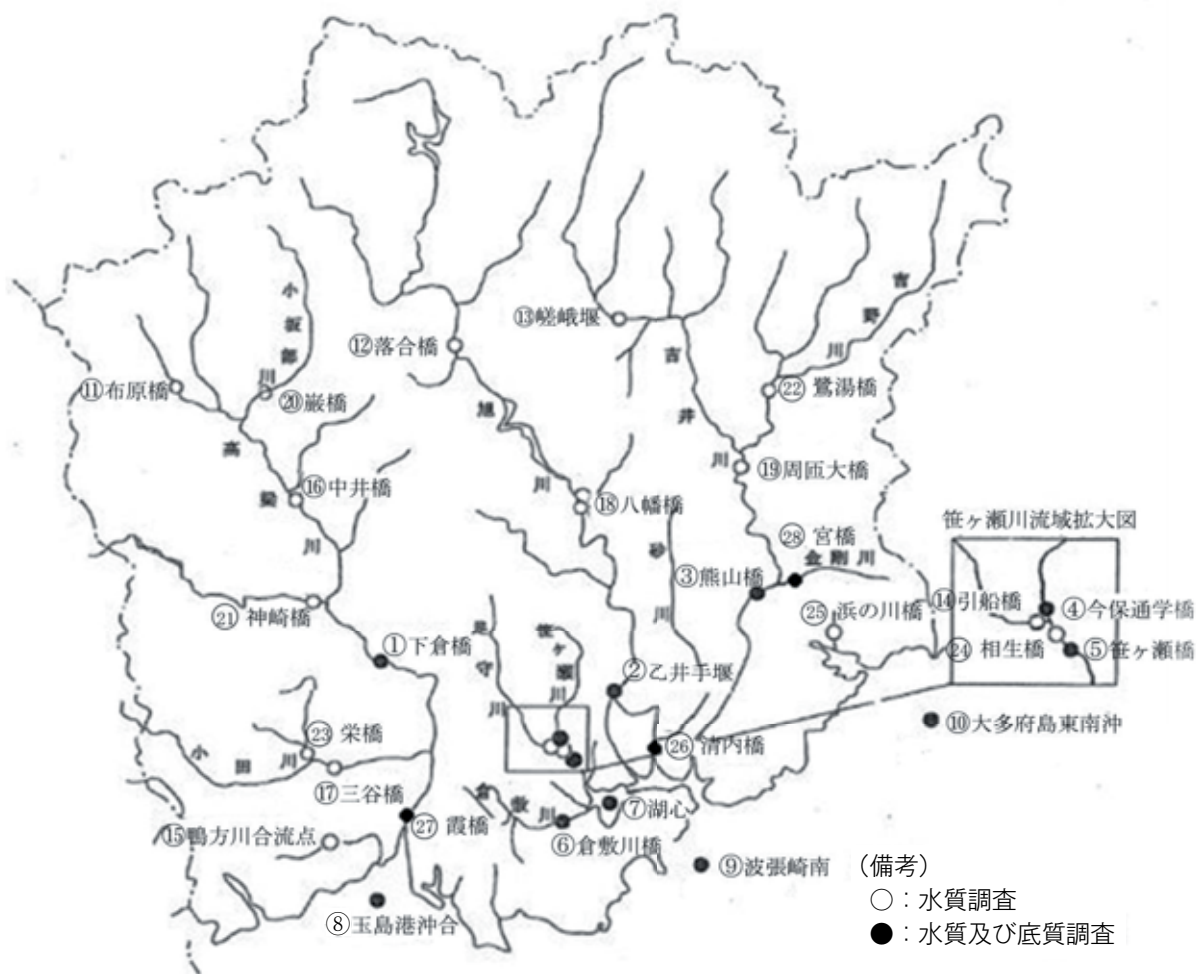 小坂部川
吉野川
⑬嵯峨堰
⑫落合橋
吉井川
㉒鷺湯橋
⑪布原橋
⑳巌橋
旭川
高梁川
⑲周匝大橋
⑯中井橋
⑱八幡橋
笹ヶ瀬川流域拡大図
㉘宮橋
金剛川
砂川
③熊山橋
⑭引船橋
④今保通学橋
㉕浜の川橋
㉑神崎橋
㉔相生橋
⑤笹ヶ瀬橋
①下倉橋
足守川
笹ヶ瀬川
②乙井手堰
⑩大多府島東南沖
㉓栄橋
㉖清内橋
小田川
⑰三谷橋
倉敷川
⑦湖心
㉗霞橋
⑮鴨方川合流点
⑥倉敷川橋
⑨波張崎南
⑧玉島港沖合
(備考)
○:水質調査
●:水質及び底質調査